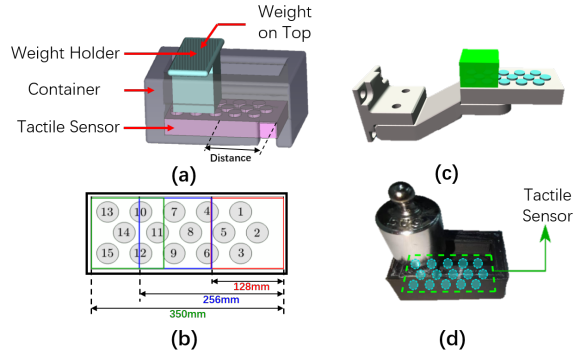 Weight
on Top
Weight Holder
Container
Tactile Sensor
Distance
(a)
(c)
13 10 7 4 1
14 11 8 5 2
15 12 9 6 3
128mm
256mm
350mm
(b)
Tactile
Sensor
(d)